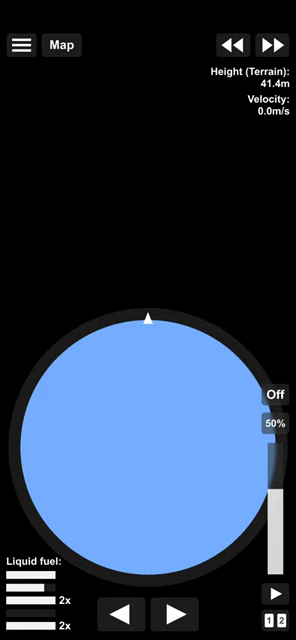 Map
Height (Terrain):
41.4m
Velocity:
0.0m/s
Off
50%
Liquid fuel:
2x
2x
1 2